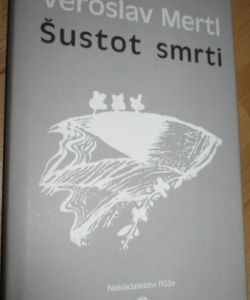 Věroslav Mertl
Šustot smrti
Nakladatelství Růže